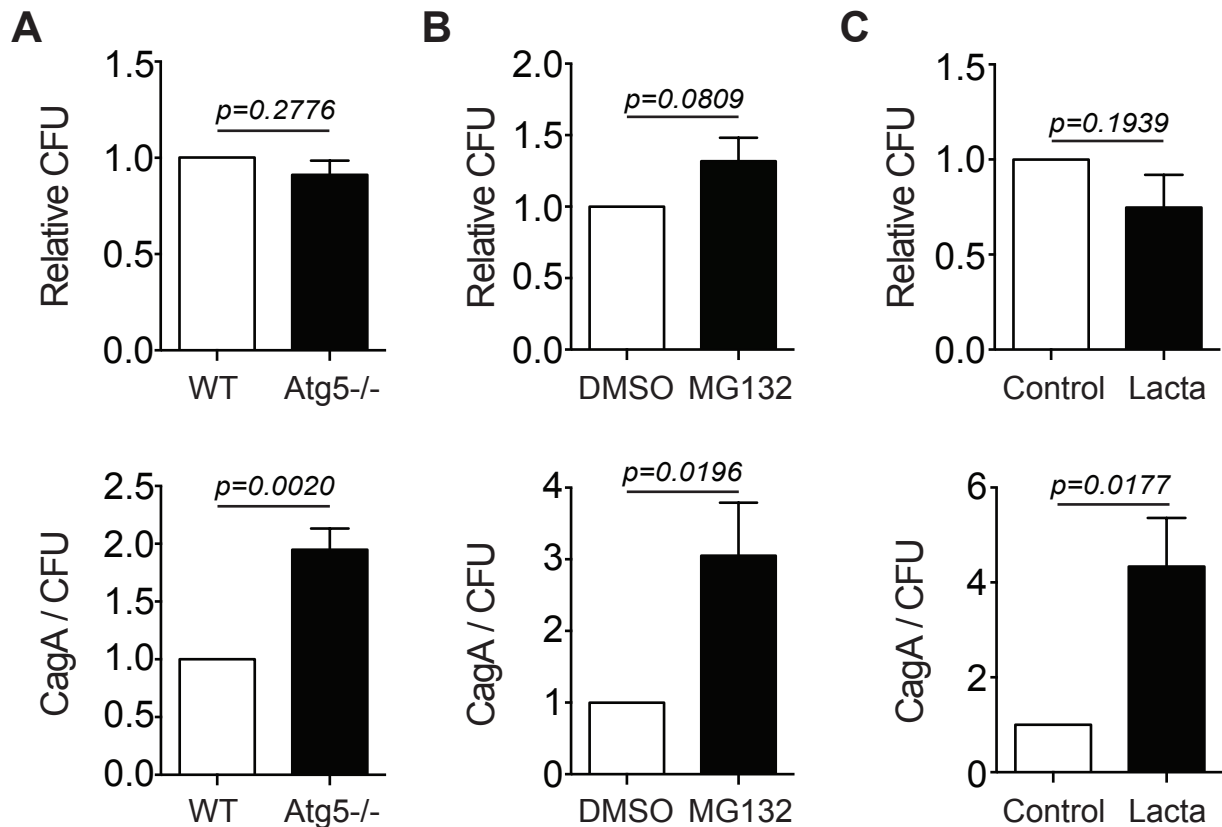 A
Relative CFU
1.5
1.0
0.5
0.0
p=0.2776
WT Atg5-/-
B
Relative CFU
2.0
1.5
1.0
0.5
0.0
p=0.0809
DMSO MG132
C
Relative CFU
1.5
1.0
0.5
0.0
p=0.1939
Control Lacta
CagA / CFU
2.5
2.0
1.5
1.0
0.5
0.0
p=0.0020
WT Atg5-/-
CagA / CFU
4
3
2
1
0
p=0.0196
DMSO MG132
CagA / CFU
6
4
2
0
p=0.0177
Control Lacta